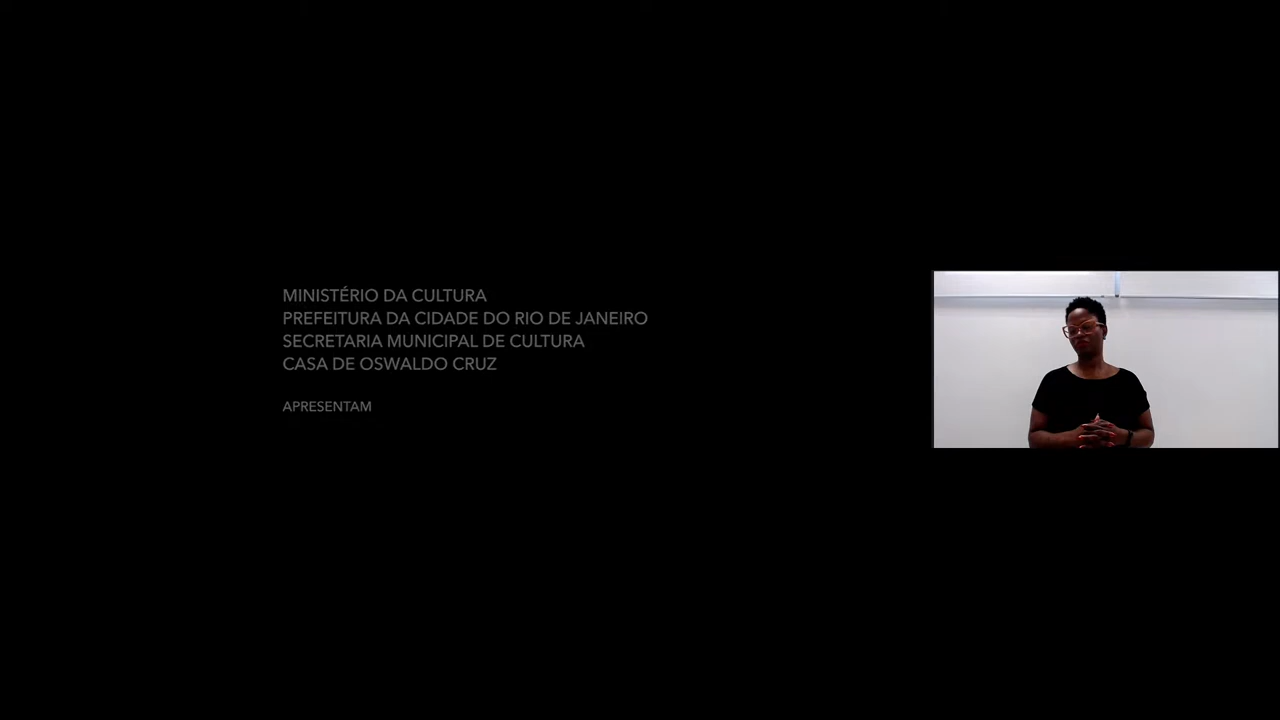 MINISTÉRIO DA CULTURA
PREFEITURA DA CIDADE DO RIO DE JANEIRO
SECRETARIA MUNICIPAL DE CULTURA
CASA DE OSWALDO CRUZ
APRESENTAM